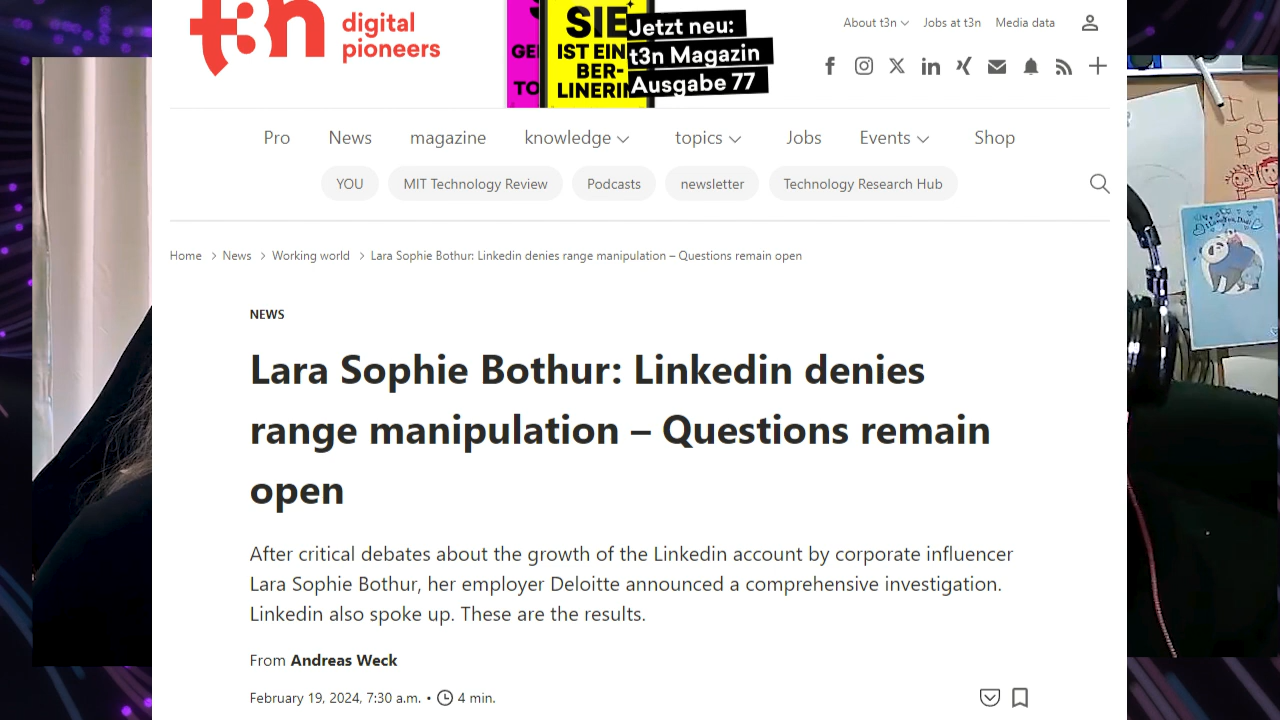 t3n digital
pioneers
SIE
GE
IST EIN
BER-
TO
LINERIN
Jetzt neu:
t3n Magazin
Ausgabe 77
About t3n Jobs at t3n Media data
Pro News magazine knowledge topics Jobs Events Shop
YOU MIT Technology Review Podcasts newsletter Technology Research Hub
Home > News > Working world > Lara Sophie Bothur: Linkedin denies range manipulation – Questions remain open
NEWS
Lara Sophie Bothur: Linkedin denies
range manipulation – Questions remain
open
After critical debates about the growth of the Linkedin account by corporate influencer
Lara Sophie Bothur, her employer Deloitte announced a comprehensive investigation.
Linkedin also spoke up. These are the results.
From Andreas Weck
February 19, 2024, 7:30 a.m. • 4 min.